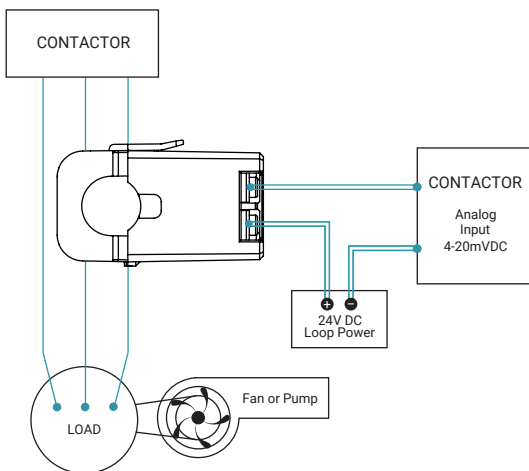 CONTACTOR
CONTACTOR
Analog
Input
4-20mVDC
+ −
24V DC
Loop Power
Fan or Pump
LOAD